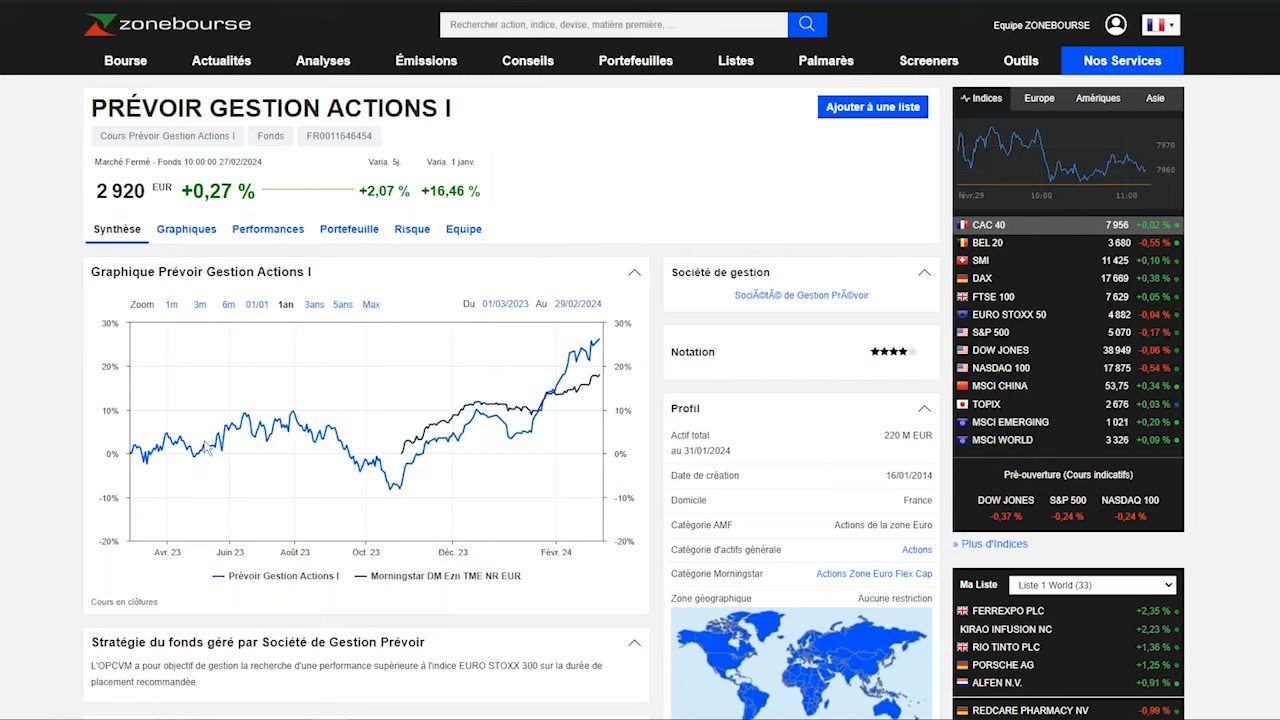 zonebourse
Rechercher action, indice, devise, matière première, ...
Equipe ZONEBOURSE
Bourse Actualités Analyses Émissions Conseils Portefeuilles Listes Palmarès Screeners Outils Nos Services
PRÉVOIR GESTION ACTIONS I
Ajouter à une liste
Cours Prévoir Gestion Actions I Fonds FR0011646454
Marché Fermé - Fonds 10:00:00 27/02/2024 Varia. 5j. Varia. 1 janv.
2 920 EUR +0,27 % +2,07 % +16,46 %
Synthèse Graphiques Performances Portefeuille Risque Equipe
Graphique Prévoir Gestion Actions I
Zoom 1m 3m 6m 01/01 1an 3ans 5ans Max Du 01/03/2023 Au 29/02/2024
30% 30%
20% 20%
10% 10%
0% 0%
-10% -10%
-20% -20%
Avr. 23 Juin 23 Août 23 Oct. 23 Déc. 23 Févr. 24
Prévoir Gestion Actions I Morningstar DM Ezn TME NR EUR
Cours en clôtures
Stratégie du fonds géré par Société de Gestion Prévoir
L'OPCVM a pour objectif de gestion la recherche d'une performance supérieure à l'indice EURO STOXX 300 sur la durée de
placement recommandée.
Société de gestion
SociÃ©tÃ© de Gestion PrÃ©voir
Notation
Profil
Actif total 220 M EUR
au 31/01/2024
Date de création 16/01/2014
Domicile France
Catégorie AMF Actions de la zone Euro
Catégorie d'actifs générale Actions
Catégorie Morningstar Actions Zone Euro Flex Cap
Zone géographique Aucune restriction
Indices Europe Amériques Asie
7970
7960
févr.29 10:00 11:00
CAC 40 7 956 +0,02 %
BEL 20 3 680 -0,55 %
SMI 11 425 +0,10 %
DAX 17 669 +0,38 %
FTSE 100 7 629 +0,05 %
EURO STOXX 50 4 882 -0,04 %
S&P 500 5 070 -0,17 %
DOW JONES 38 949 -0,06 %
NASDAQ 100 17 875 -0,54 %
MSCI CHINA 53,75 +0,34 %
TOPIX 2 676 +0,03 %
MSCI EMERGING 1 021 +0,20 %
MSCI WORLD 3 326 +0,09 %
Pré-ouverture (Cours indicatifs)
DOW JONES S&P 500 NASDAQ 100
-0,37 % -0,24 % -0,24 %
» Plus d'Indices
Ma Liste Liste 1 World (33)
FERREXPO PLC +2,35 %
KIRAO INFUSION NC +2,23 %
RIO TINTO PLC +1,36 %
PORSCHE AG +1,25 %
ALFEN N.V. +0,91 %
REDCARE PHARMACY NV -0,99 %